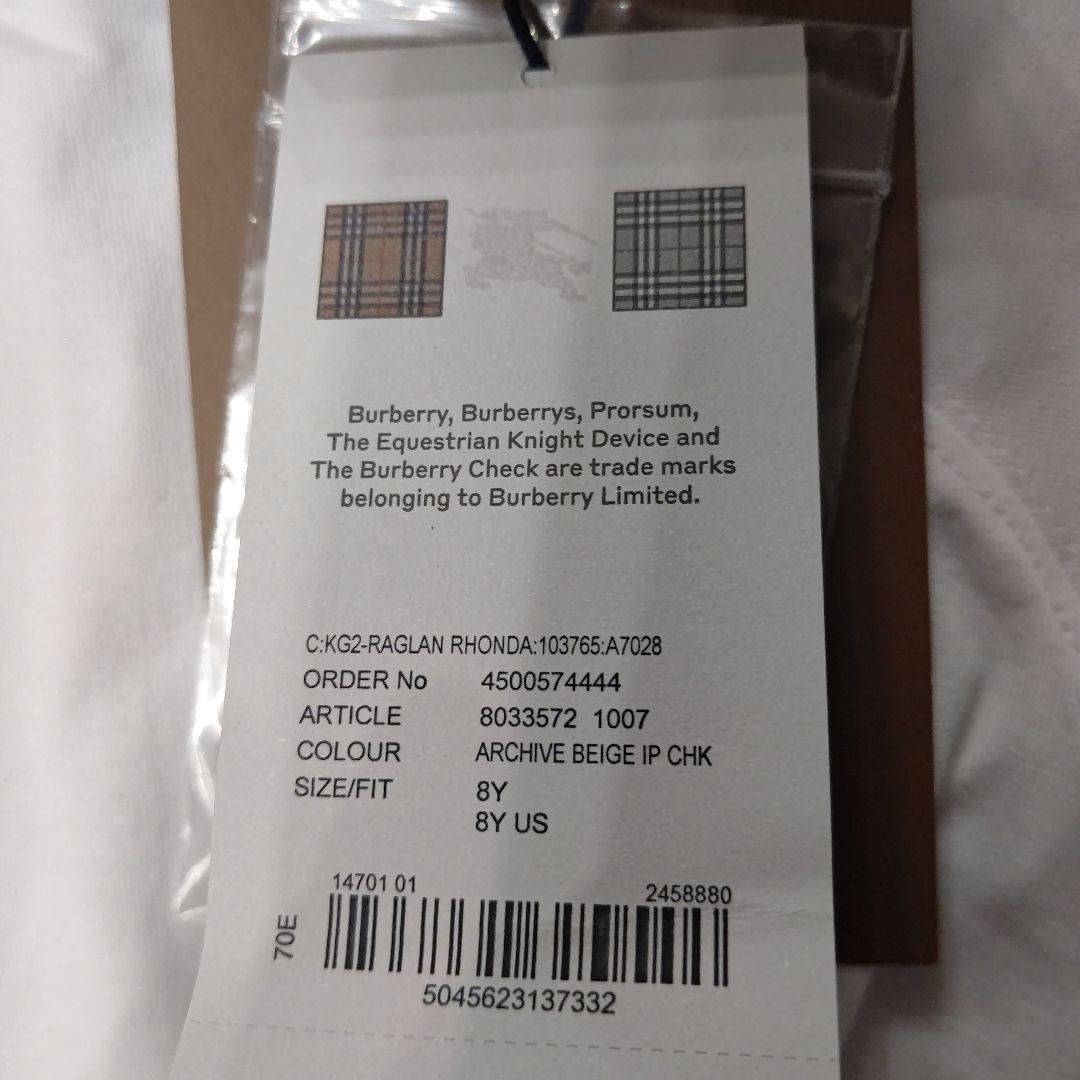 Burberry, Burberrys, Prorsum,
The Equestrian Knight Device and
The Burberry Check are trade marks
belonging to Burberry Limited.
C:KG2-RAGLAN RHONDA:103765:A7028
ORDER No 4500574444
ARTICLE 8033572 1007
COLOUR ARCHIVE BEIGE IP CHK
SIZE/FIT 8Y
8Y US
14701 01 2458880
70E
5045623137332